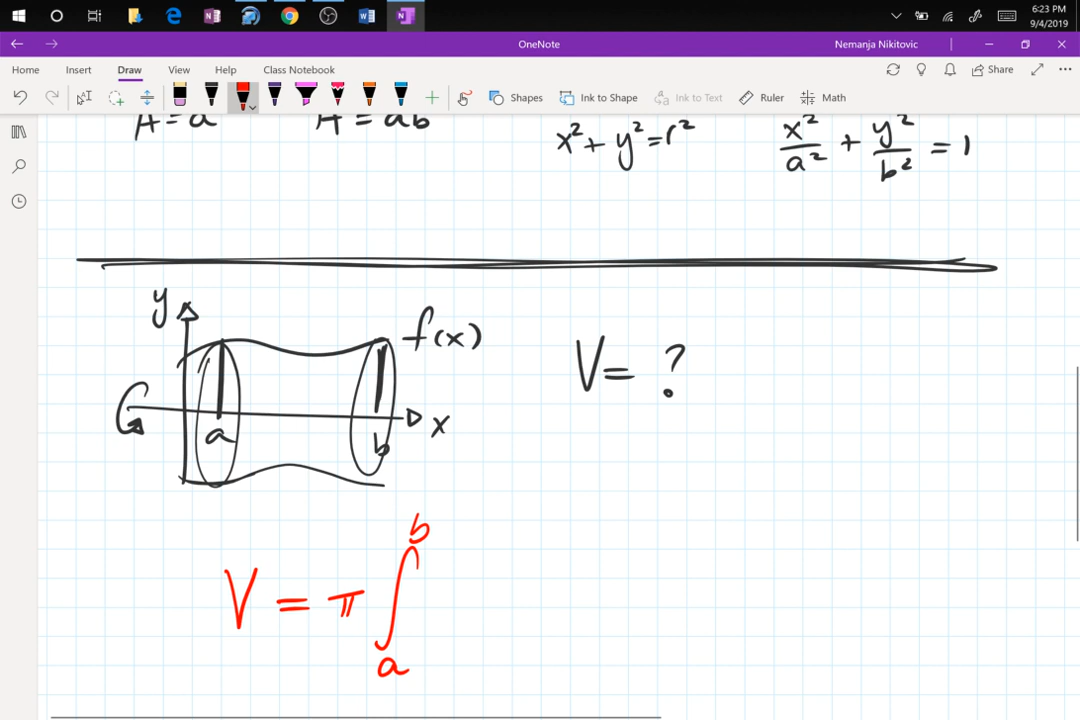 6:23 PM
9/4/2019
OneNote
Nemanja Nikitovic
Home Insert Draw View Help Class Notebook
Share
Shapes Ink to Shape Ink to Text Ruler Math
A = a² A = ab
x² + y² = r²
x²/a² + y²/b² = 1
y
f(x)
V = ?
a
b
x
V = π ∫
b
a